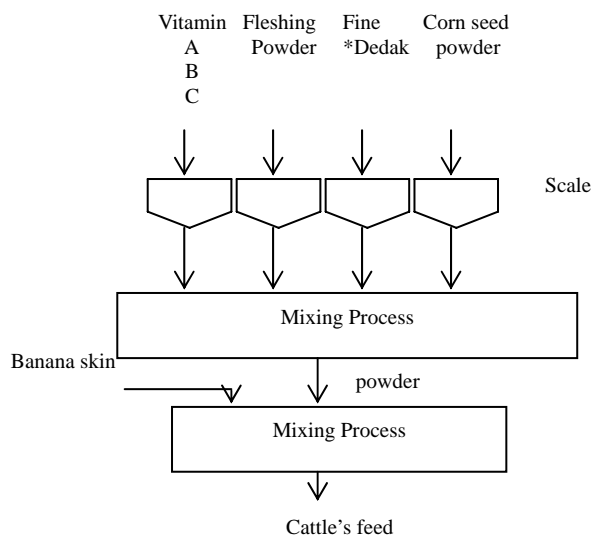 Vitamin
A
B
C
Fleshing
Powder
Fine
*Dedak
Corn seed
powder
Scale
Mixing Process
Banana skin
powder
Mixing Process
Cattle's feed